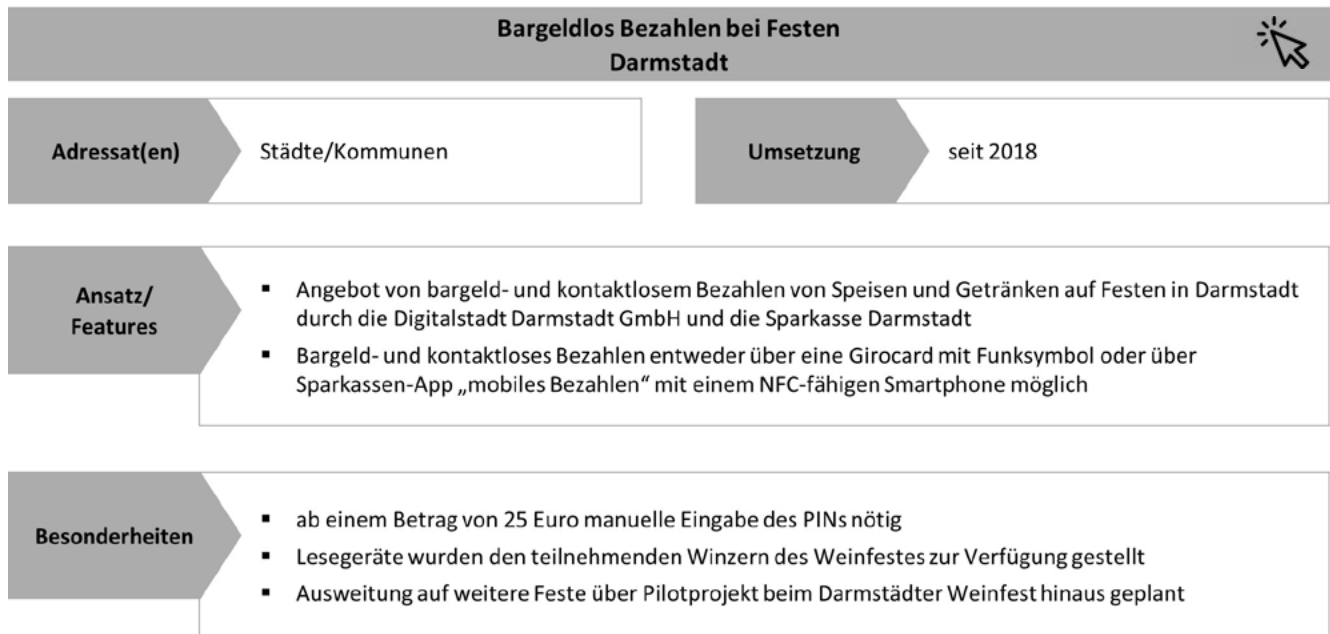 Bargeldlos Bezahlen bei Festen
Darmstadt
Adressat(en)
Städte/Kommunen
Umsetzung
seit 2018
Ansatz/
Features
▪ Angebot von bargeld- und kontaktlosem Bezahlen von Speisen und Getränken auf Festen in Darmstadt
durch die Digitalstadt Darmstadt GmbH und die Sparkasse Darmstadt
▪ Bargeld- und kontaktloses Bezahlen entweder über eine Girocard mit Funksymbol oder über
Sparkassen-App „mobiles Bezahlen“ mit einem NFC-fähigen Smartphone möglich
Besonderheiten
▪ ab einem Betrag von 25 Euro manuelle Eingabe des PINs nötig
▪ Lesegeräte wurden den teilnehmenden Winzern des Weinfestes zur Verfügung gestellt
▪ Ausweitung auf weitere Feste über Pilotprojekt beim Darmstädter Weinfest hinaus geplant